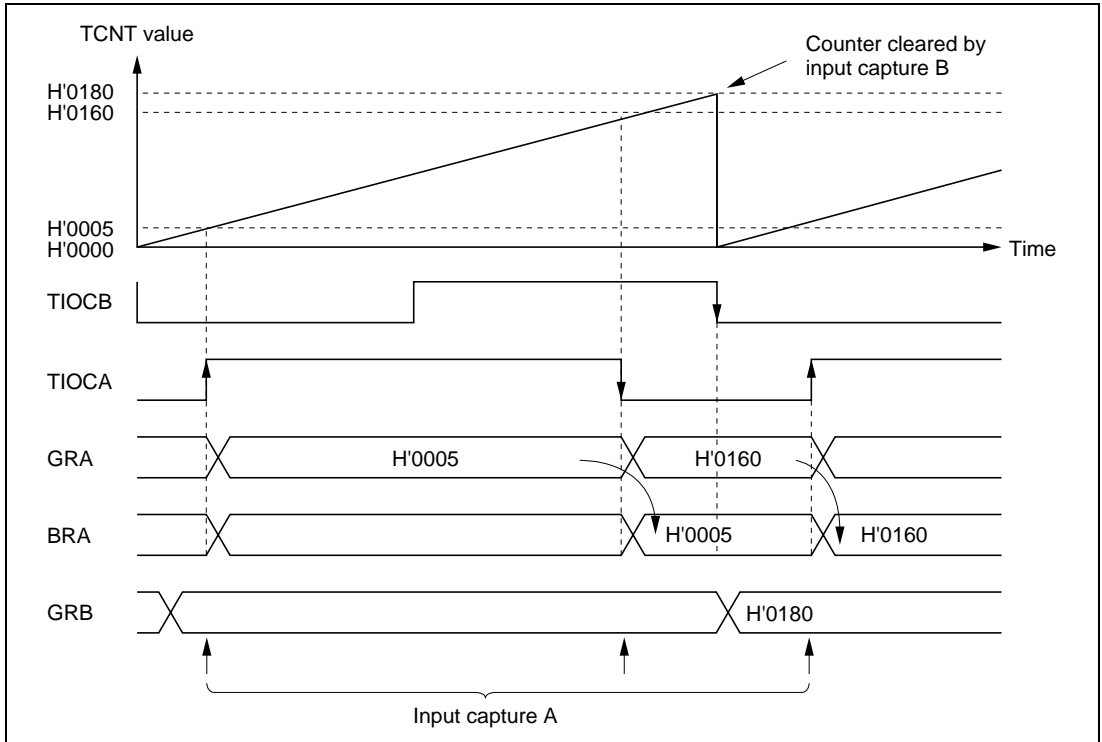 TCNT value
Counter cleared by
input capture B
H'0180
H'0160
H'0005
H'0000
Time
TIOCB
TIOCA
GRA
H'0005
H'0160
BRA
H'0005
H'0160
GRB
H'0180
Input capture A